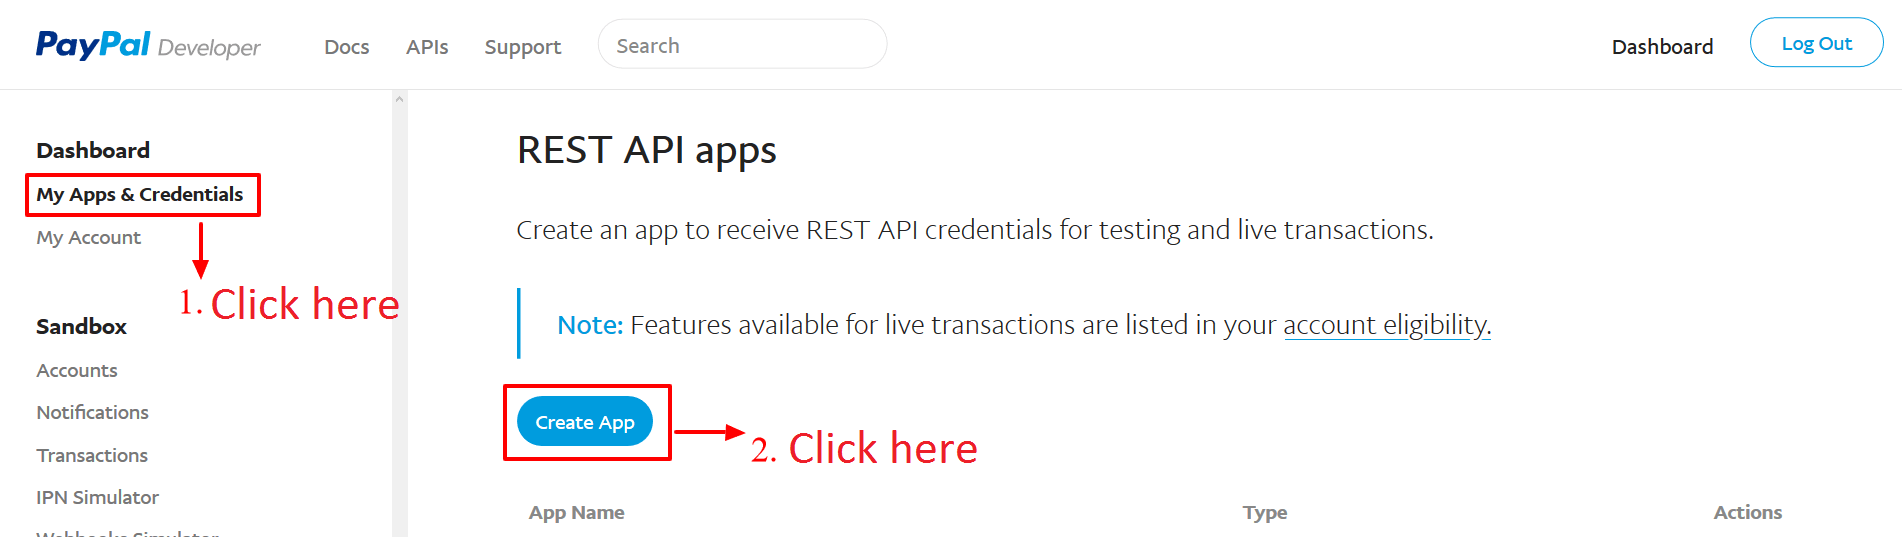 PayPal Developer Docs APIs Support Search Dashboard Log Out
Dashboard
My Apps & Credentials
My Account
1. Click here
Sandbox
Accounts
Notifications
Transactions
IPN Simulator
Webhooks Simulator
REST API apps
Create an app to receive REST API credentials for testing and live transactions.
Note: Features available for live transactions are listed in your account eligibility.
Create App
2. Click here
App Name Type Actions